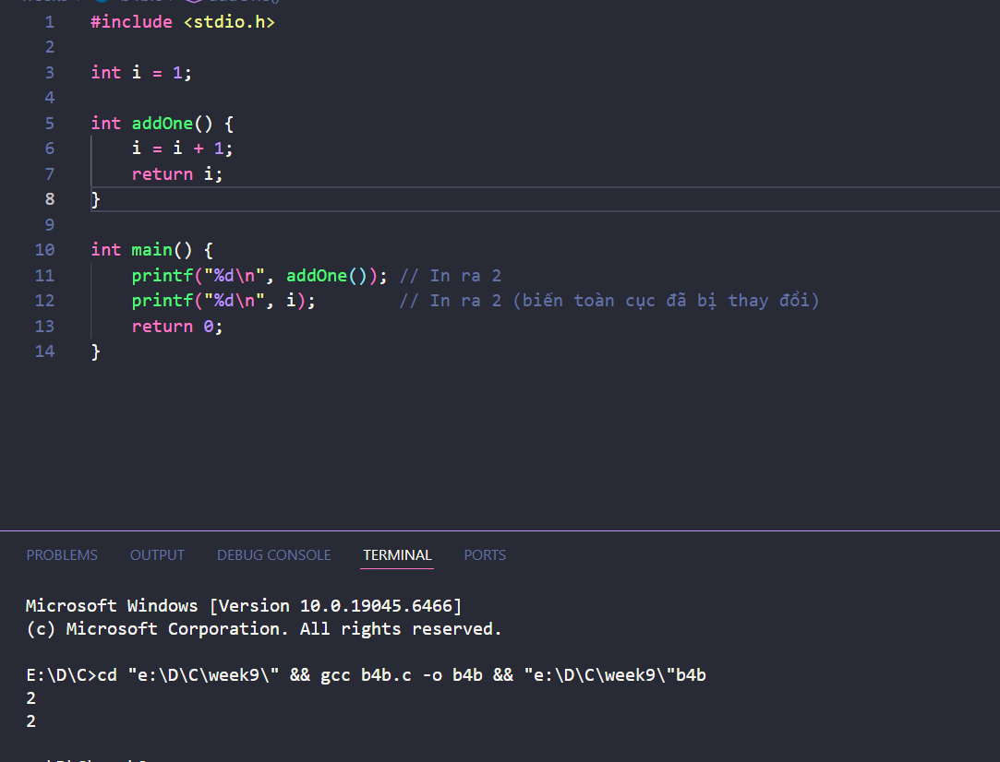 1 #include <stdio.h>
2
3 int i = 1;
4
5 int addOne() {
6 i = i + 1;
7 return i;
8 }
9
10 int main() {
11 printf("%d\n", addOne()); // In ra 2
12 printf("%d\n", i); // In ra 2 (biến toàn cục đã bị thay đổi)
13 return 0;
14 }
PROBLEMS OUTPUT DEBUG CONSOLE TERMINAL PORTS
Microsoft Windows [Version 10.0.19045.6466]
(c) Microsoft Corporation. All rights reserved.
E:\D\C>cd "e:\D\C\week9\" && gcc b4b.c -o b4b && "e:\D\C\week9\"b4b
2
2